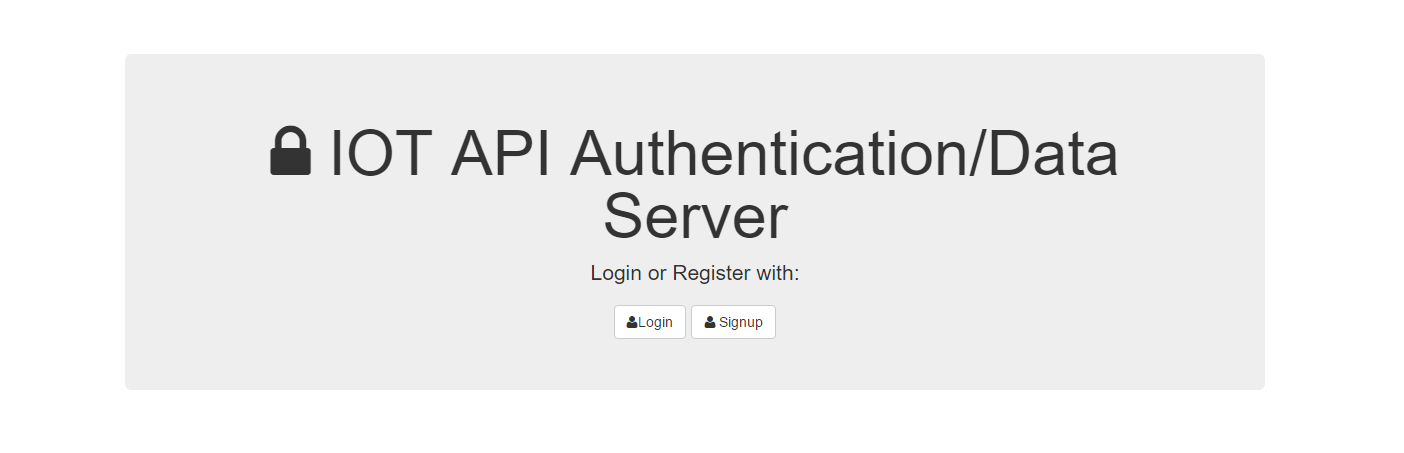 IOT API Authentication/Data
Server
Login or Register with:
Login Signup